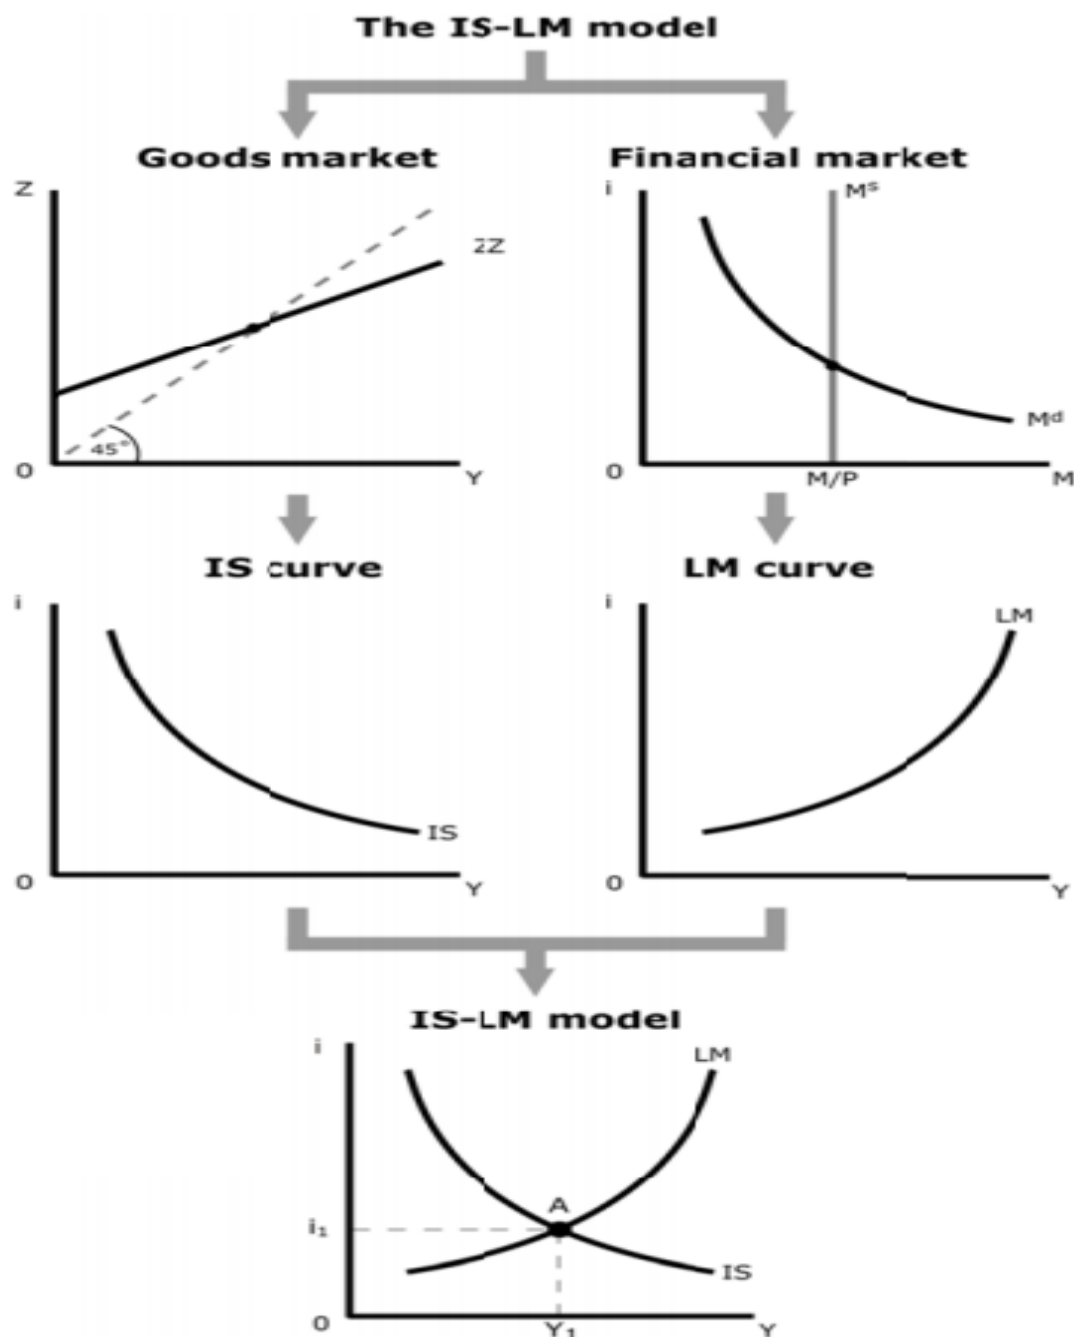 The IS-LM model
Goods market
Financial market
Z
ZZ
45°
0
Y
i
Mˢ
Mᵈ
0
M/P
M
IS curve
LM curve
i
IS
0
Y
i
LM
0
Y
IS-LM model
i
LM
A
i₁
IS
0
Y₁
Y